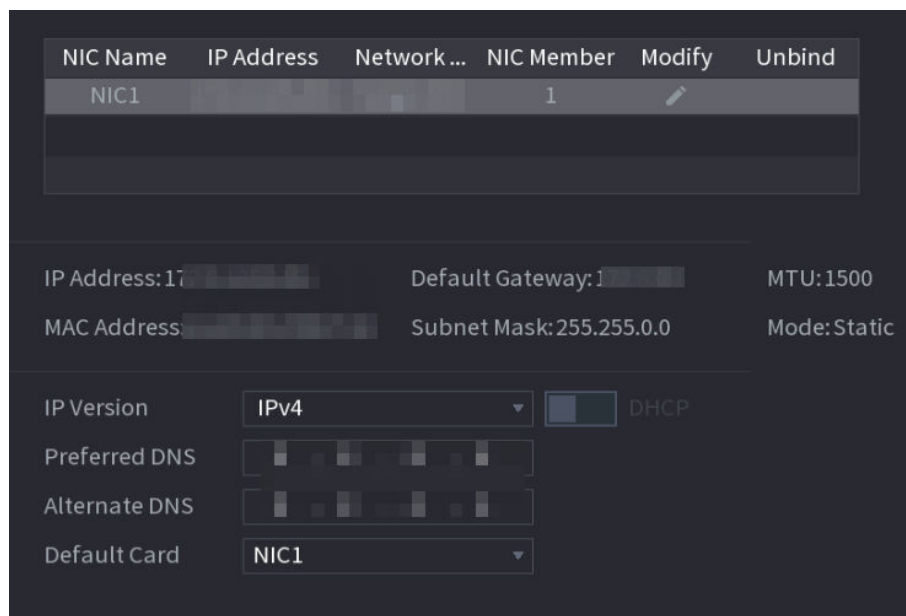 NIC Name IP Address Network ... NIC Member Modify Unbind
NIC1 1
IP Address: Default Gateway: MTU:1500
MAC Address: Subnet Mask:255.255.0.0 Mode:Static
IP Version IPv4 DHCP
Preferred DNS
Alternate DNS
Default Card NIC1